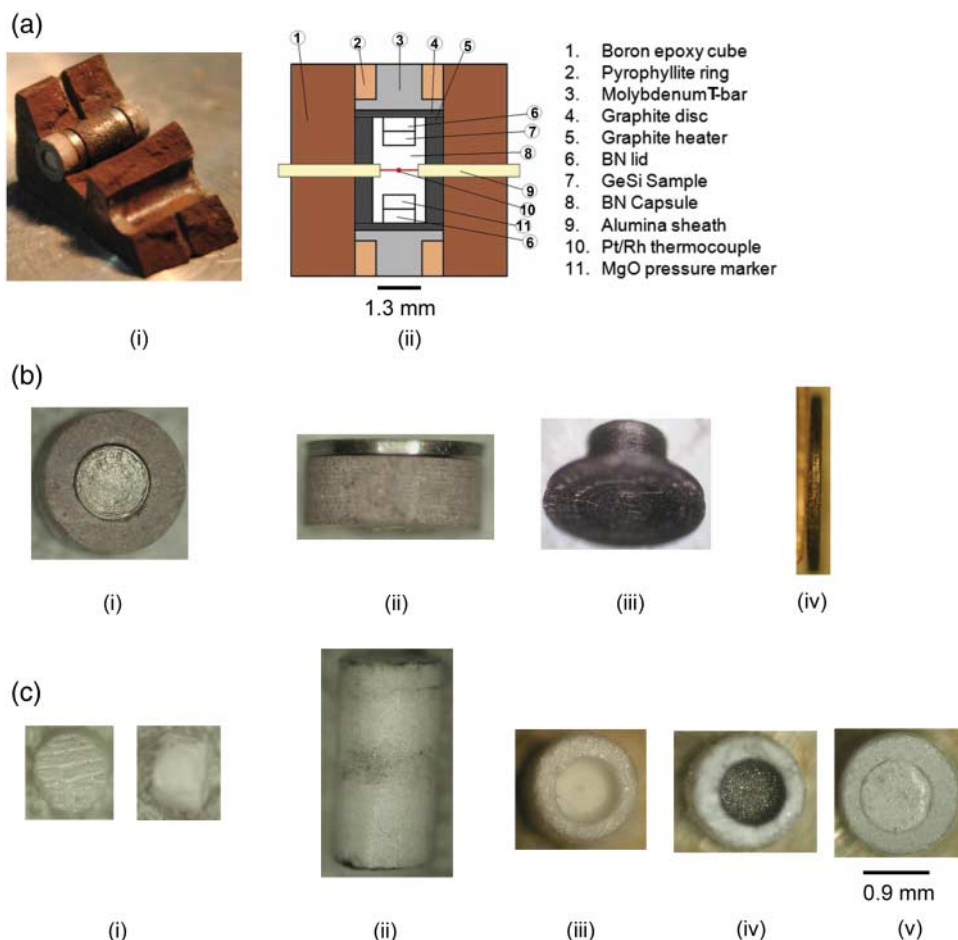 (a)
1
2
3
4
5
6
7
8
9
10
11
6
1.3 mm
1. Boron epoxy cube
2. Pyrophyllite ring
3. MolybdenumT-bar
4. Graphite disc
5. Graphite heater
6. BN lid
7. GeSi Sample
8. BN Capsule
9. Alumina sheath
10. Pt/Rh thermocouple
11. MgO pressure marker
(i)
(ii)
(b)
(i)
(ii)
(iii)
(iv)
(c)
0.9 mm
(i)
(ii)
(iii)
(iv)
(v)